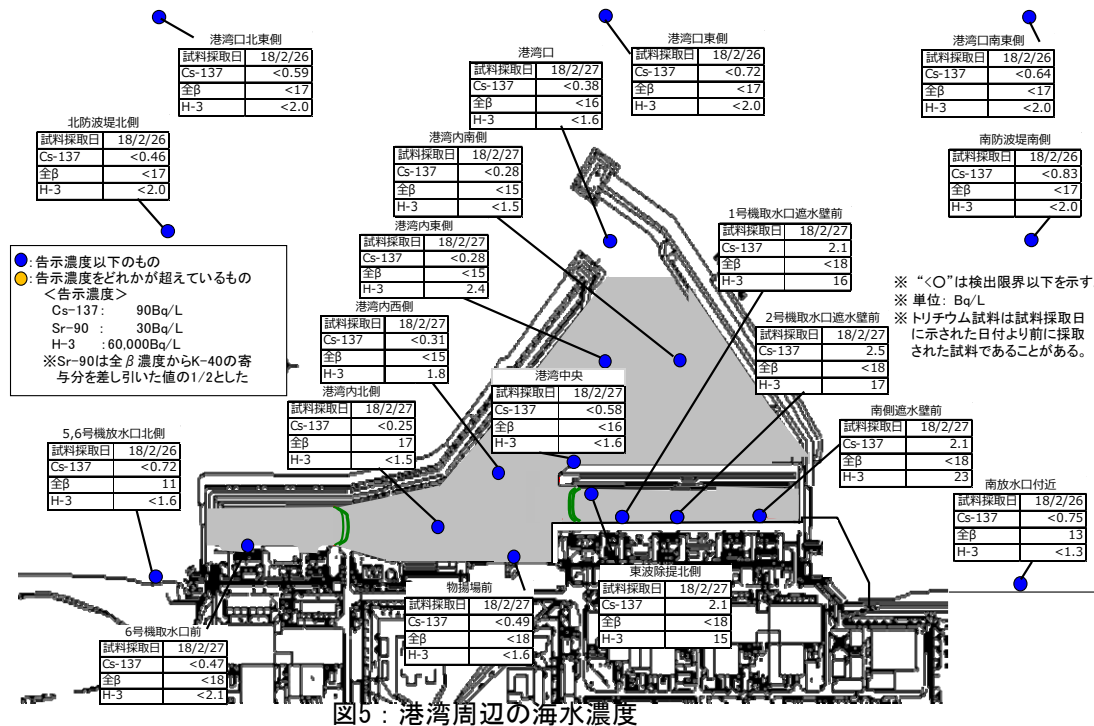 港湾口北東側
試料採取日 18/2/26
Cs-137 <0.59
全β <17
H-3 <2.0
港湾口
試料採取日 18/2/27
Cs-137 <0.38
全β <16
H-3 <1.6
港湾口東側
試料採取日 18/2/26
Cs-137 <0.72
全β <17
H-3 <2.0
港湾口南東側
試料採取日 18/2/26
Cs-137 <0.64
全β <17
H-3 <2.0
北防波堤北側
試料採取日 18/2/26
Cs-137 <0.46
全β <17
H-3 <2.0
港湾内南側
試料採取日 18/2/27
Cs-137 <0.28
全β <15
H-3 <1.5
南防波堤南側
試料採取日 18/2/26
Cs-137 <0.83
全β <17
H-3 <2.0
港湾内東側
試料採取日 18/2/27
Cs-137 <0.28
全β <15
H-3 2.4
1号機取水口遮水壁前
試料採取日 18/2/27
Cs-137 2.1
全β <18
H-3 16
:告示濃度以下のもの
:告示濃度をどれかが超えているもの
<告示濃度>
Cs-137: 90Bq/L
Sr-90 : 30Bq/L
H-3 :60,000Bq/L
※Sr-90は全β濃度からK-40の寄
与分を差し引いた値の1/2とした
※ “<○”は検出限界以下を示す
※ 単位: Bq/L
※ トリチウム試料は試料採取日
に示された日付より前に採取
された試料であることがある。
港湾内西側
試料採取日 18/2/27
Cs-137 <0.31
全β <15
H-3 1.8
2号機取水口遮水壁前
試料採取日 18/2/27
Cs-137 2.5
全β <18
H-3 17
港湾中央
試料採取日 18/2/27
Cs-137 <0.58
全β <16
H-3 <1.6
港湾内北側
試料採取日 18/2/27
Cs-137 <0.25
全β 17
H-3 <1.5
南側遮水壁前
試料採取日 18/2/27
Cs-137 2.1
全β <18
H-3 23
5,6号機放水口北側
試料採取日 18/2/26
Cs-137 <0.72
全β 11
H-3 <1.6
南放水口付近
試料採取日 18/2/26
Cs-137 <0.75
全β 13
H-3 <1.3
東波除堤北側
試料採取日 18/2/27
Cs-137 2.1
全β <18
H-3 15
物揚場前
試料採取日 18/2/27
Cs-137 <0.49
全β <18
H-3 <1.6
6号機取水口前
試料採取日 18/2/27
Cs-137 <0.47
全β <18
H-3 <2.1
図5:港湾周辺の海水濃度